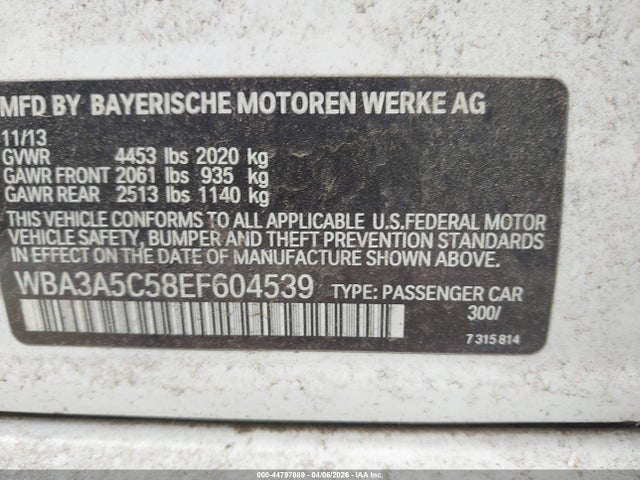 MFD BY BAYERISCHE MOTOREN WERKE AG
11/13
GVWR 4453 lbs 2020 kg
GAWR FRONT 2061 lbs 935 kg
GAWR REAR 2513 lbs 1140 kg
THIS VEHICLE CONFORMS TO ALL APPLICABLE U.S.FEDERAL MOTOR
VEHICLE SAFETY, BUMPER AND THEFT PREVENTION STANDARDS
IN EFFECT ON THE DATE OF MANUFACTURE SHOWN ABOVE.
WBA3A5C58EF604539 TYPE: PASSENGER CAR
300/
7 315 814
000-44797889 - 04/06/2026 - IAA Holdings, LLC.